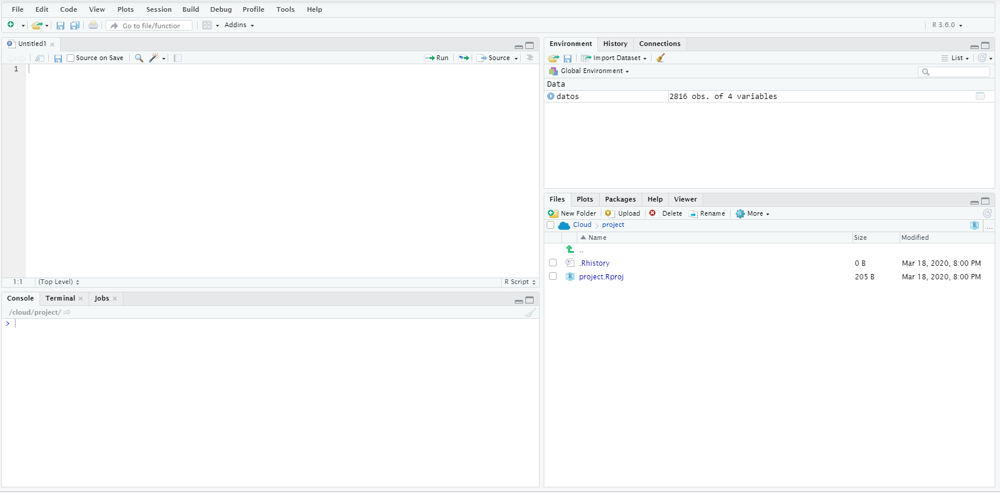 File Edit Code View Plots Session Build Debug Profile Tools Help
Go to file/function Addins R 3.6.0
Untitled1
Source on Save Run Source
1
1:1 (Top Level) R Script
Console Terminal Jobs
/cloud/project/
>
Environment History Connections
Import Dataset List
Global Environment
Data
datos 2816 obs. of 4 variables
Files Plots Packages Help Viewer
New Folder Upload Delete Rename More
Cloud project ...
Name Size Modified
..
.Rhistory 0 B Mar 18, 2020, 8:00 PM
project.Rproj 205 B Mar 18, 2020, 8:00 PM